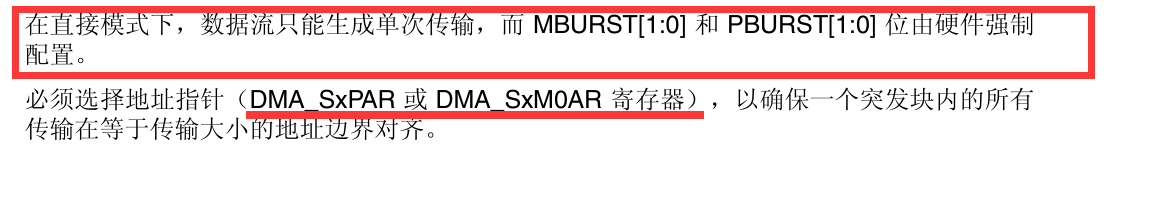 在直接模式下，数据流只能生成单次传输，而 MBURST[1:0] 和 PBURST[1:0] 位由硬件强制
配置。
必须选择地址指针（DMA_SxPAR 或 DMA_SxM0AR 寄存器），以确保一个突发块内的所有
传输在等于传输大小的地址边界对齐。